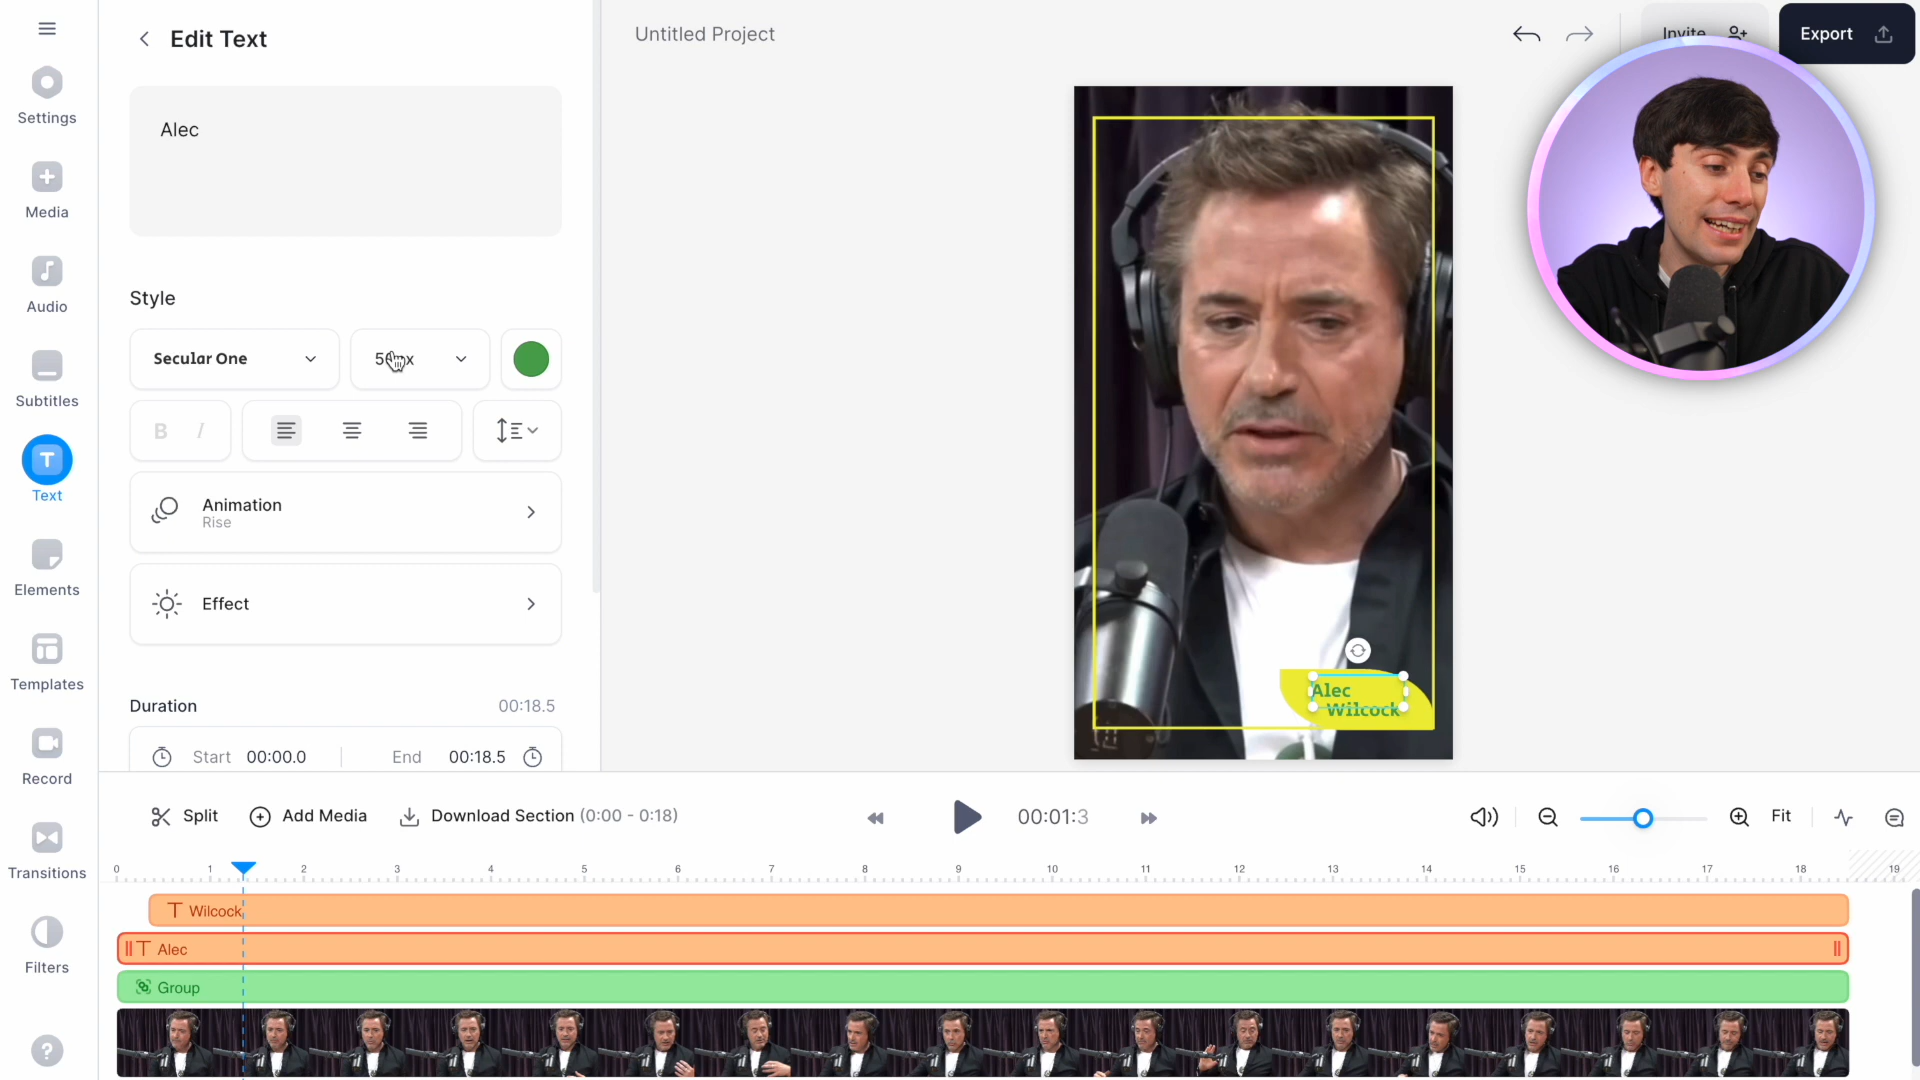 Edit Text
Untitled Project
Invite
Export
Settings
Alec
Media
Audio
Style
Secular One
Subtitles
B I
Text
Animation
Rise
Elements
Effect
Templates
Alec
Wilcock
Duration 00:18.5
Record
Start 00:00.0 End 00:18.5
Split Add Media Download Section (0:00 - 0:18) 00:01:3 Fit
Transitions
0 1 2 3 4 5 6 7 8 9 10 11 12 13 14 15 16 17 18 19
T Wilcock
T Alec
Filters
Group
?